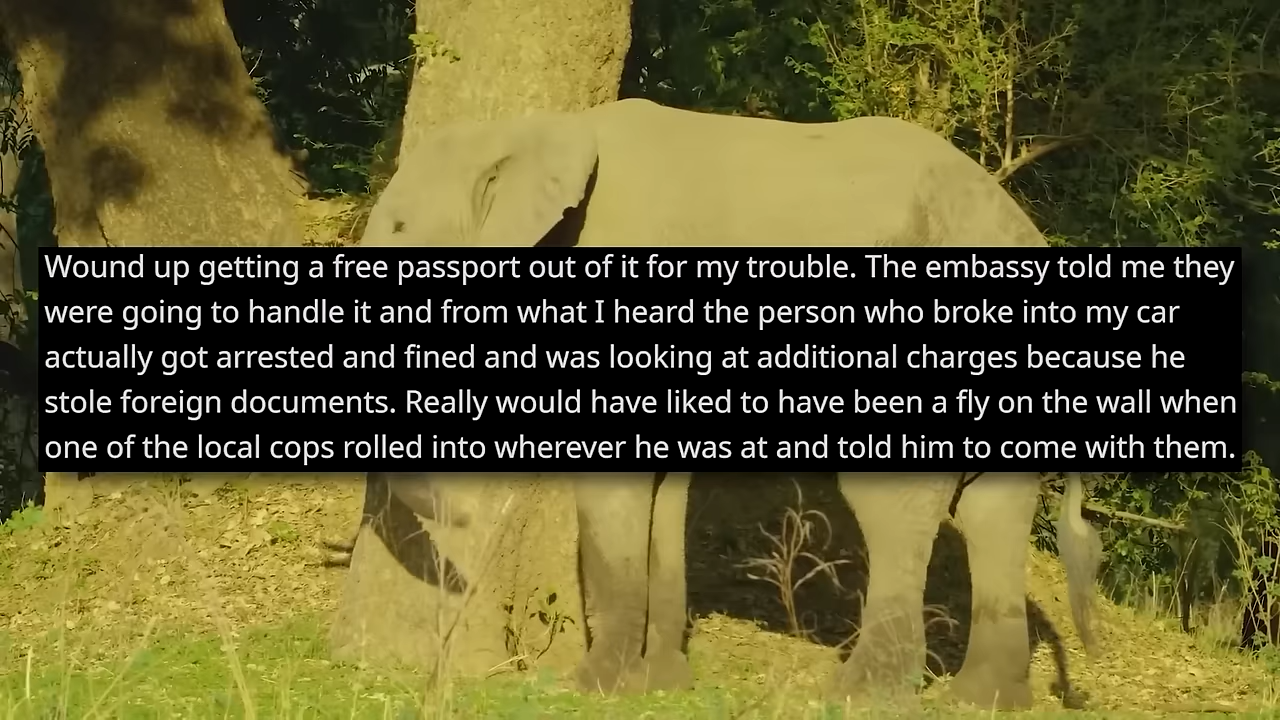 Wound up getting a free passport out of it for my trouble. The embassy told me they
were going to handle it and from what I heard the person who broke into my car
actually got arrested and fined and was looking at additional charges because he
stole foreign documents. Really would have liked to have been a fly on the wall when
one of the local cops rolled into wherever he was at and told him to come with them.